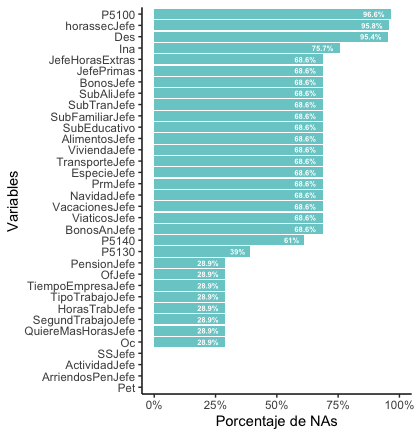 Variables
P5100 96.6%
horassecJefe 95.8%
Des 95.4%
Ina 75.7%
JefeHorasExtras 68.6%
JefePrimas 68.6%
BonosJefe 68.6%
SubAliJefe 68.6%
SubTranJefe 68.6%
SubFamiliarJefe 68.6%
SubEducativo 68.6%
AlimentosJefe 68.6%
ViviendaJefe 68.6%
TransporteJefe 68.6%
EspecieJefe 68.6%
PrmJefe 68.6%
NavidadJefe 68.6%
VacacionesJefe 68.6%
ViaticosJefe 68.6%
BonosAnJefe 68.6%
P5140 61%
P5130 39%
PensionJefe 28.9%
OfJefe 28.9%
TiempoEmpresaJefe 28.9%
TipoTrabajoJefe 28.9%
HorasTrabJefe 28.9%
SegundTrabajoJefe 28.9%
QuiereMasHorasJefe 28.9%
Oc 28.9%
SSJefe
ActividadJefe
ArriendosPenJefe
Pet
0% 25% 50% 75% 100%
Porcentaje de NAs